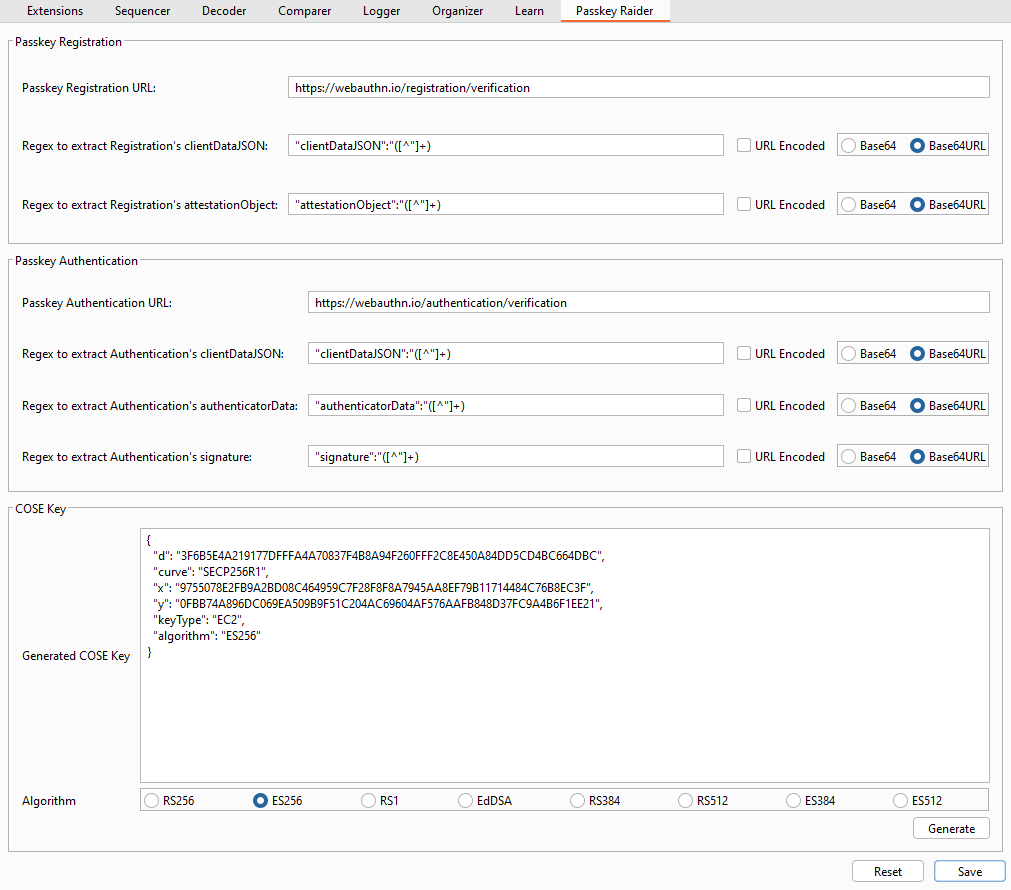 Extensions Sequencer Decoder Comparer Logger Organizer Learn Passkey Raider
Passkey Registration
Passkey Registration URL: https://webauthn.io/registration/verification
Regex to extract Registration's clientDataJSON: "clientDataJSON":"([^"]+) URL Encoded Base64 Base64URL
Regex to extract Registration's attestationObject: "attestationObject":"([^"]+) URL Encoded Base64 Base64URL
Passkey Authentication
Passkey Authentication URL: https://webauthn.io/authentication/verification
Regex to extract Authentication's clientDataJSON: "clientDataJSON":"([^"]+) URL Encoded Base64 Base64URL
Regex to extract Authentication's authenticatorData: "authenticatorData":"([^"]+) URL Encoded Base64 Base64URL
Regex to extract Authentication's signature: "signature":"([^"]+) URL Encoded Base64 Base64URL
COSE Key
{
"d": "3F6B5E4A219177DFFFA4A70837F4B8A94F260FFF2C8E450A84DD5CD4BC664DBC",
"curve": "SECP256R1",
"x": "9755078E2FB9A2BD08C464959C7F28F8F8A7945AA8EF79B11714484C76B8EC3F",
"y": "0FBB74A896DC069EA509B9F51C204AC69604AF576AAFB848D37FC9A4B6F1EE21",
"keyType": "EC2",
"algorithm": "ES256"
}
Generated COSE Key
Algorithm RS256 ES256 RS1 EdDSA RS384 RS512 ES384 ES512
Generate
Reset Save